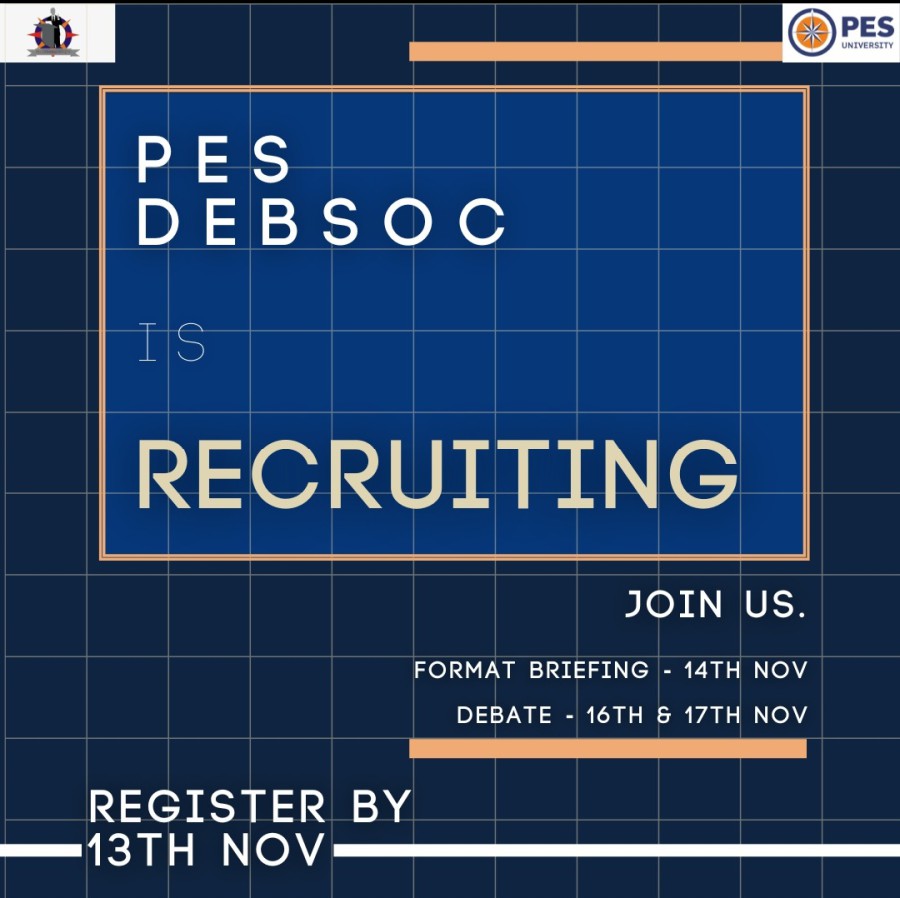 PES
UNIVERSITY
PES
DEBSOC
IS
RECRUITING
JOIN US.
FORMAT BRIEFING - 14TH NOV
DEBATE - 16TH & 17TH NOV
REGISTER BY
13TH NOV